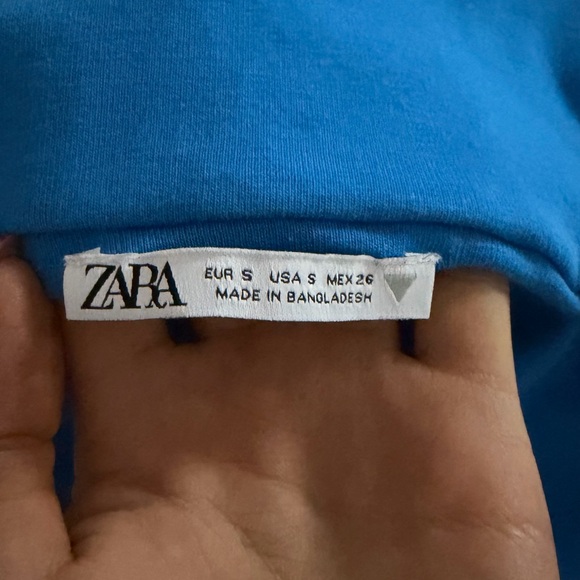 ZARA
EUR S USA S MEX 26
MADE IN BANGLADESH